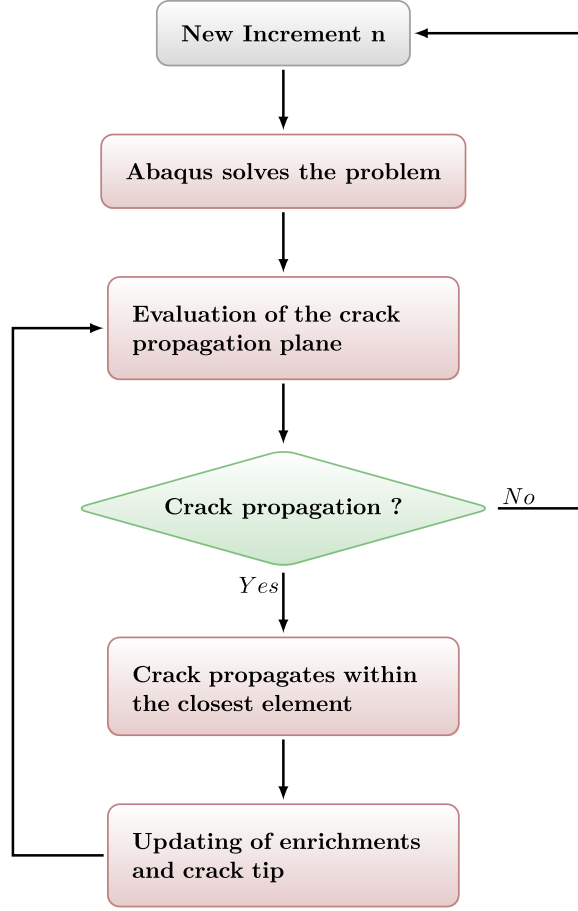 New Increment n
Abaqus solves the problem
Evaluation of the crack
propagation plane
Crack propagation ?
No
Yes
Crack propagates within
the closest element
Updating of enrichments
and crack tip